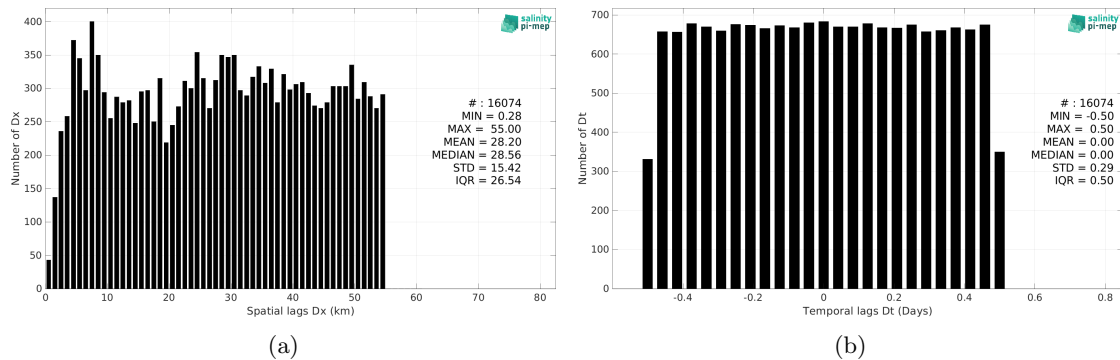 salinity
pi-mep
400
350
300
250
200
150
100
50
0
Number of Dx
# : 16074
MIN = 0.28
MAX = 55.00
MEAN = 28.20
MEDIAN = 28.56
STD = 15.42
IQR = 26.54
0 10 20 30 40 50 60 70 80
Spatial lags Dx (km)
(a)
salinity
pi-mep
700
600
500
400
300
200
100
0
Number of Dt
# : 16074
MIN = -0.50
MAX = 0.50
MEAN = 0.00
MEDIAN = 0.00
STD = 0.29
IQR = 0.50
-0.4 -0.2 0 0.2 0.4 0.6 0.8
Temporal lags Dt (Days)
(b)